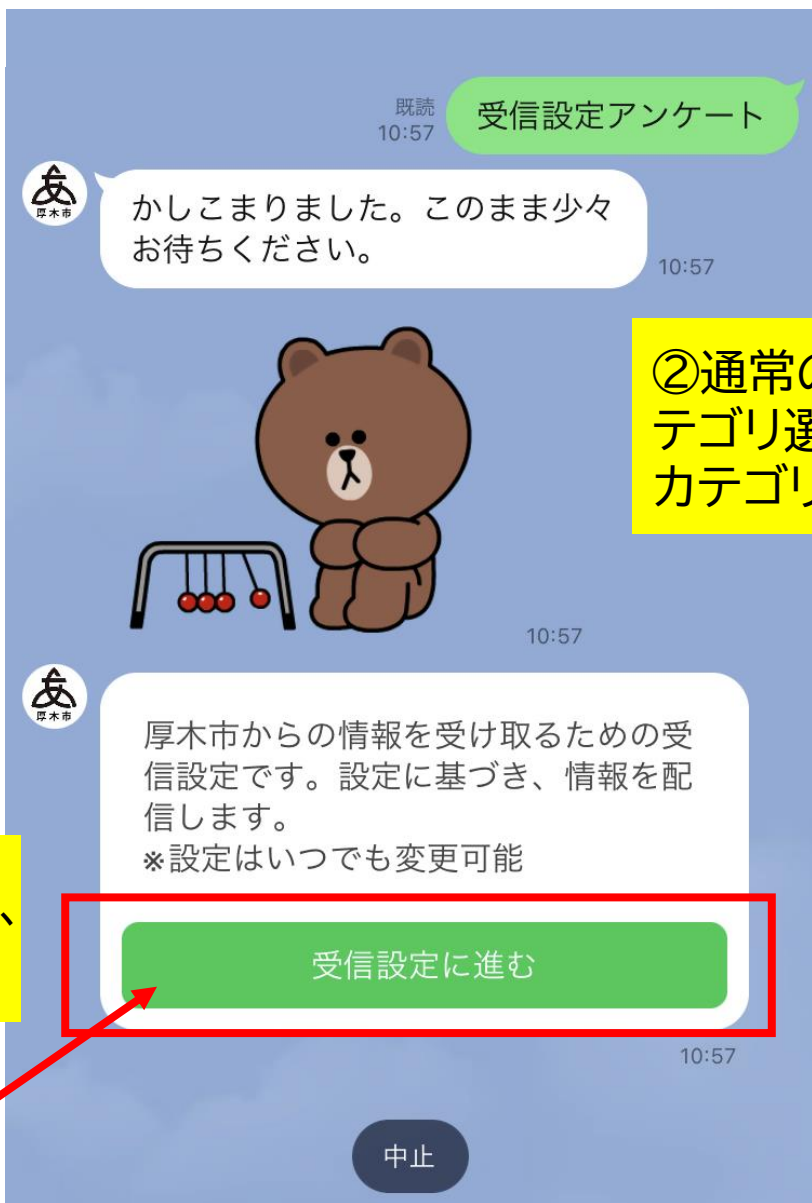 既読
10:57
受信設定アンケート
厚木市
かしこまりました。このまま少々
お待ちください。
10:57
②通常の
テゴリ選
カテゴリ
10:57
厚木市
厚木市からの情報を受け取るための受
信設定です。設定に基づき、情報を配
信します。
※設定はいつでも変更可能
、
受信設定に進む
10:57
中止